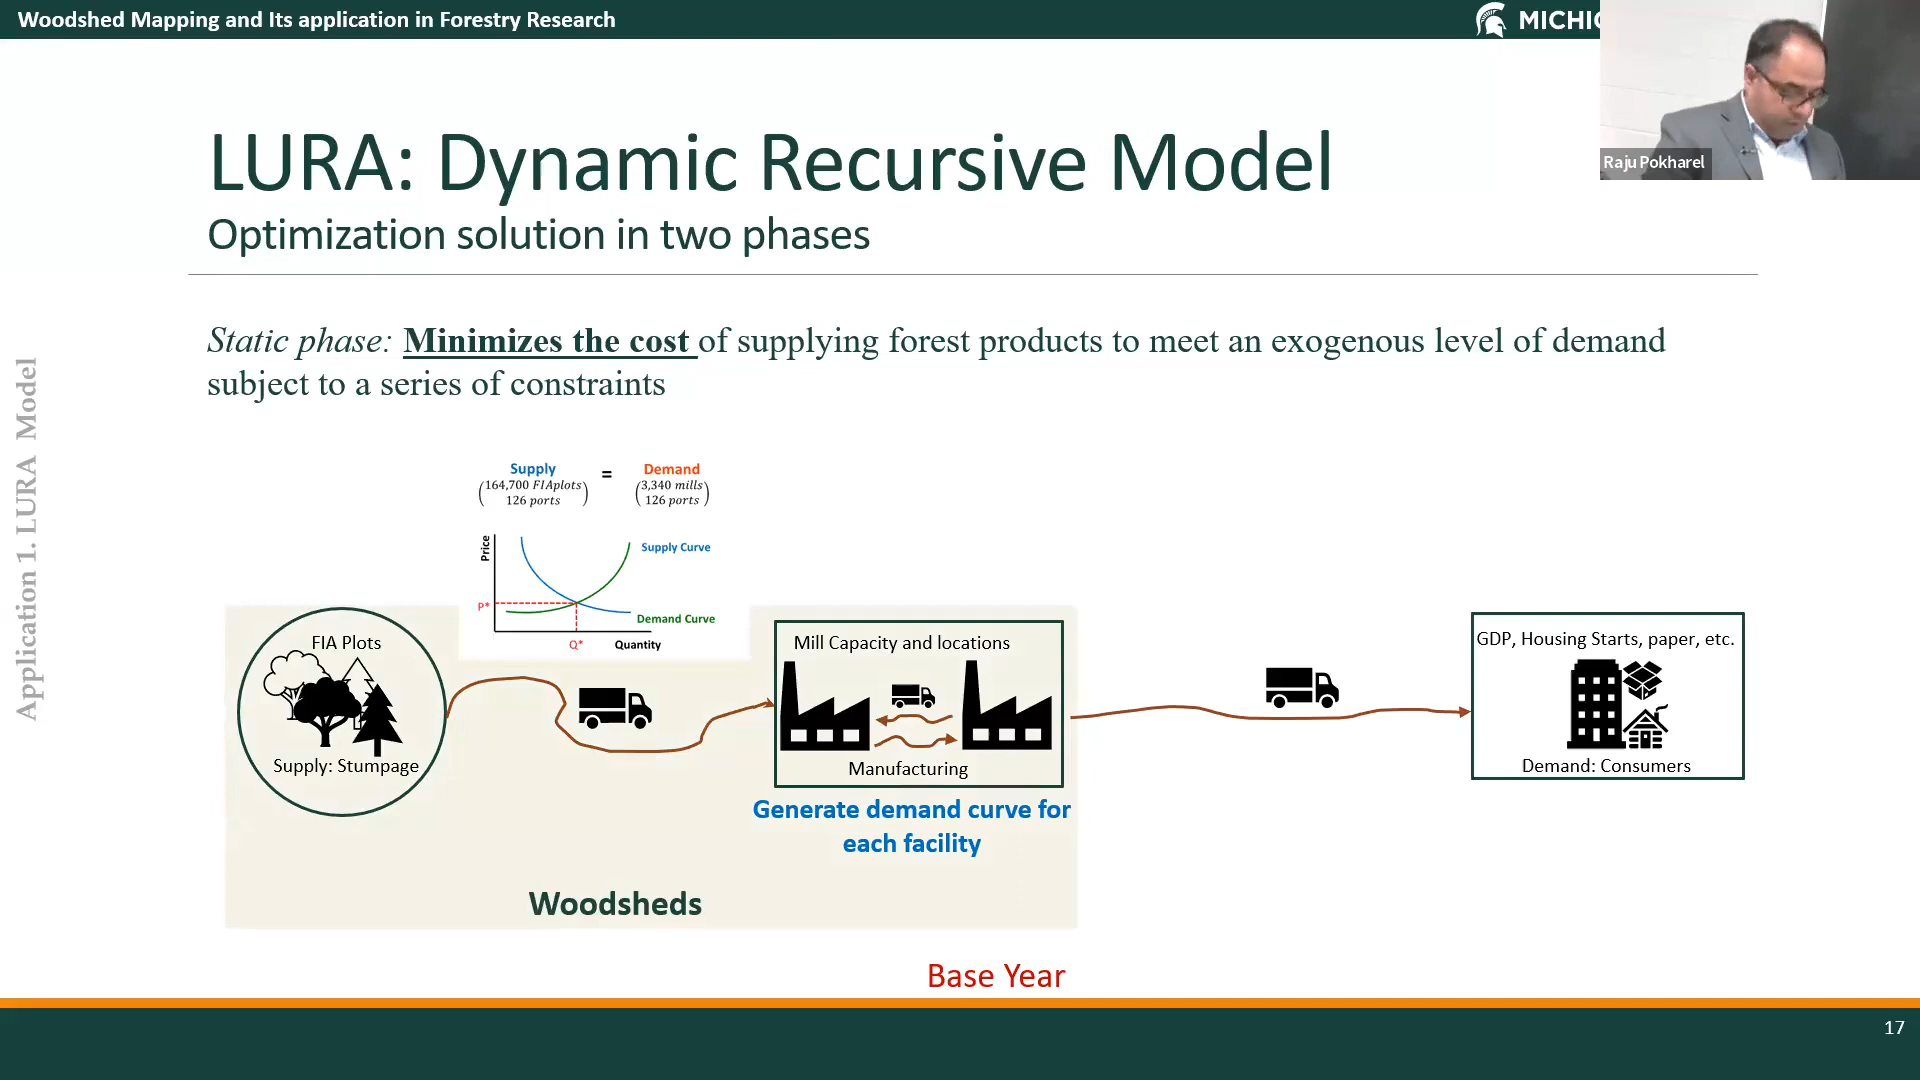 Woodshed Mapping and Its application in Forestry Research
MICHIG
Raju Pokharel
LURA: Dynamic Recursive Model
Optimization solution in two phases
Static phase: Minimizes the cost of supplying forest products to meet an exogenous level of demand
subject to a series of constraints
Application 1. LURA Model
Supply = Demand
(164,700 FIAplots (3,340 mills
126 ports) 126 ports)
Price
Supply Curve
P*
Demand Curve
Q* Quantity
FIA Plots
Supply: Stumpage
Mill Capacity and locations
Manufacturing
Generate demand curve for
each facility
GDP, Housing Starts, paper, etc.
Demand: Consumers
Woodsheds
Base Year
17